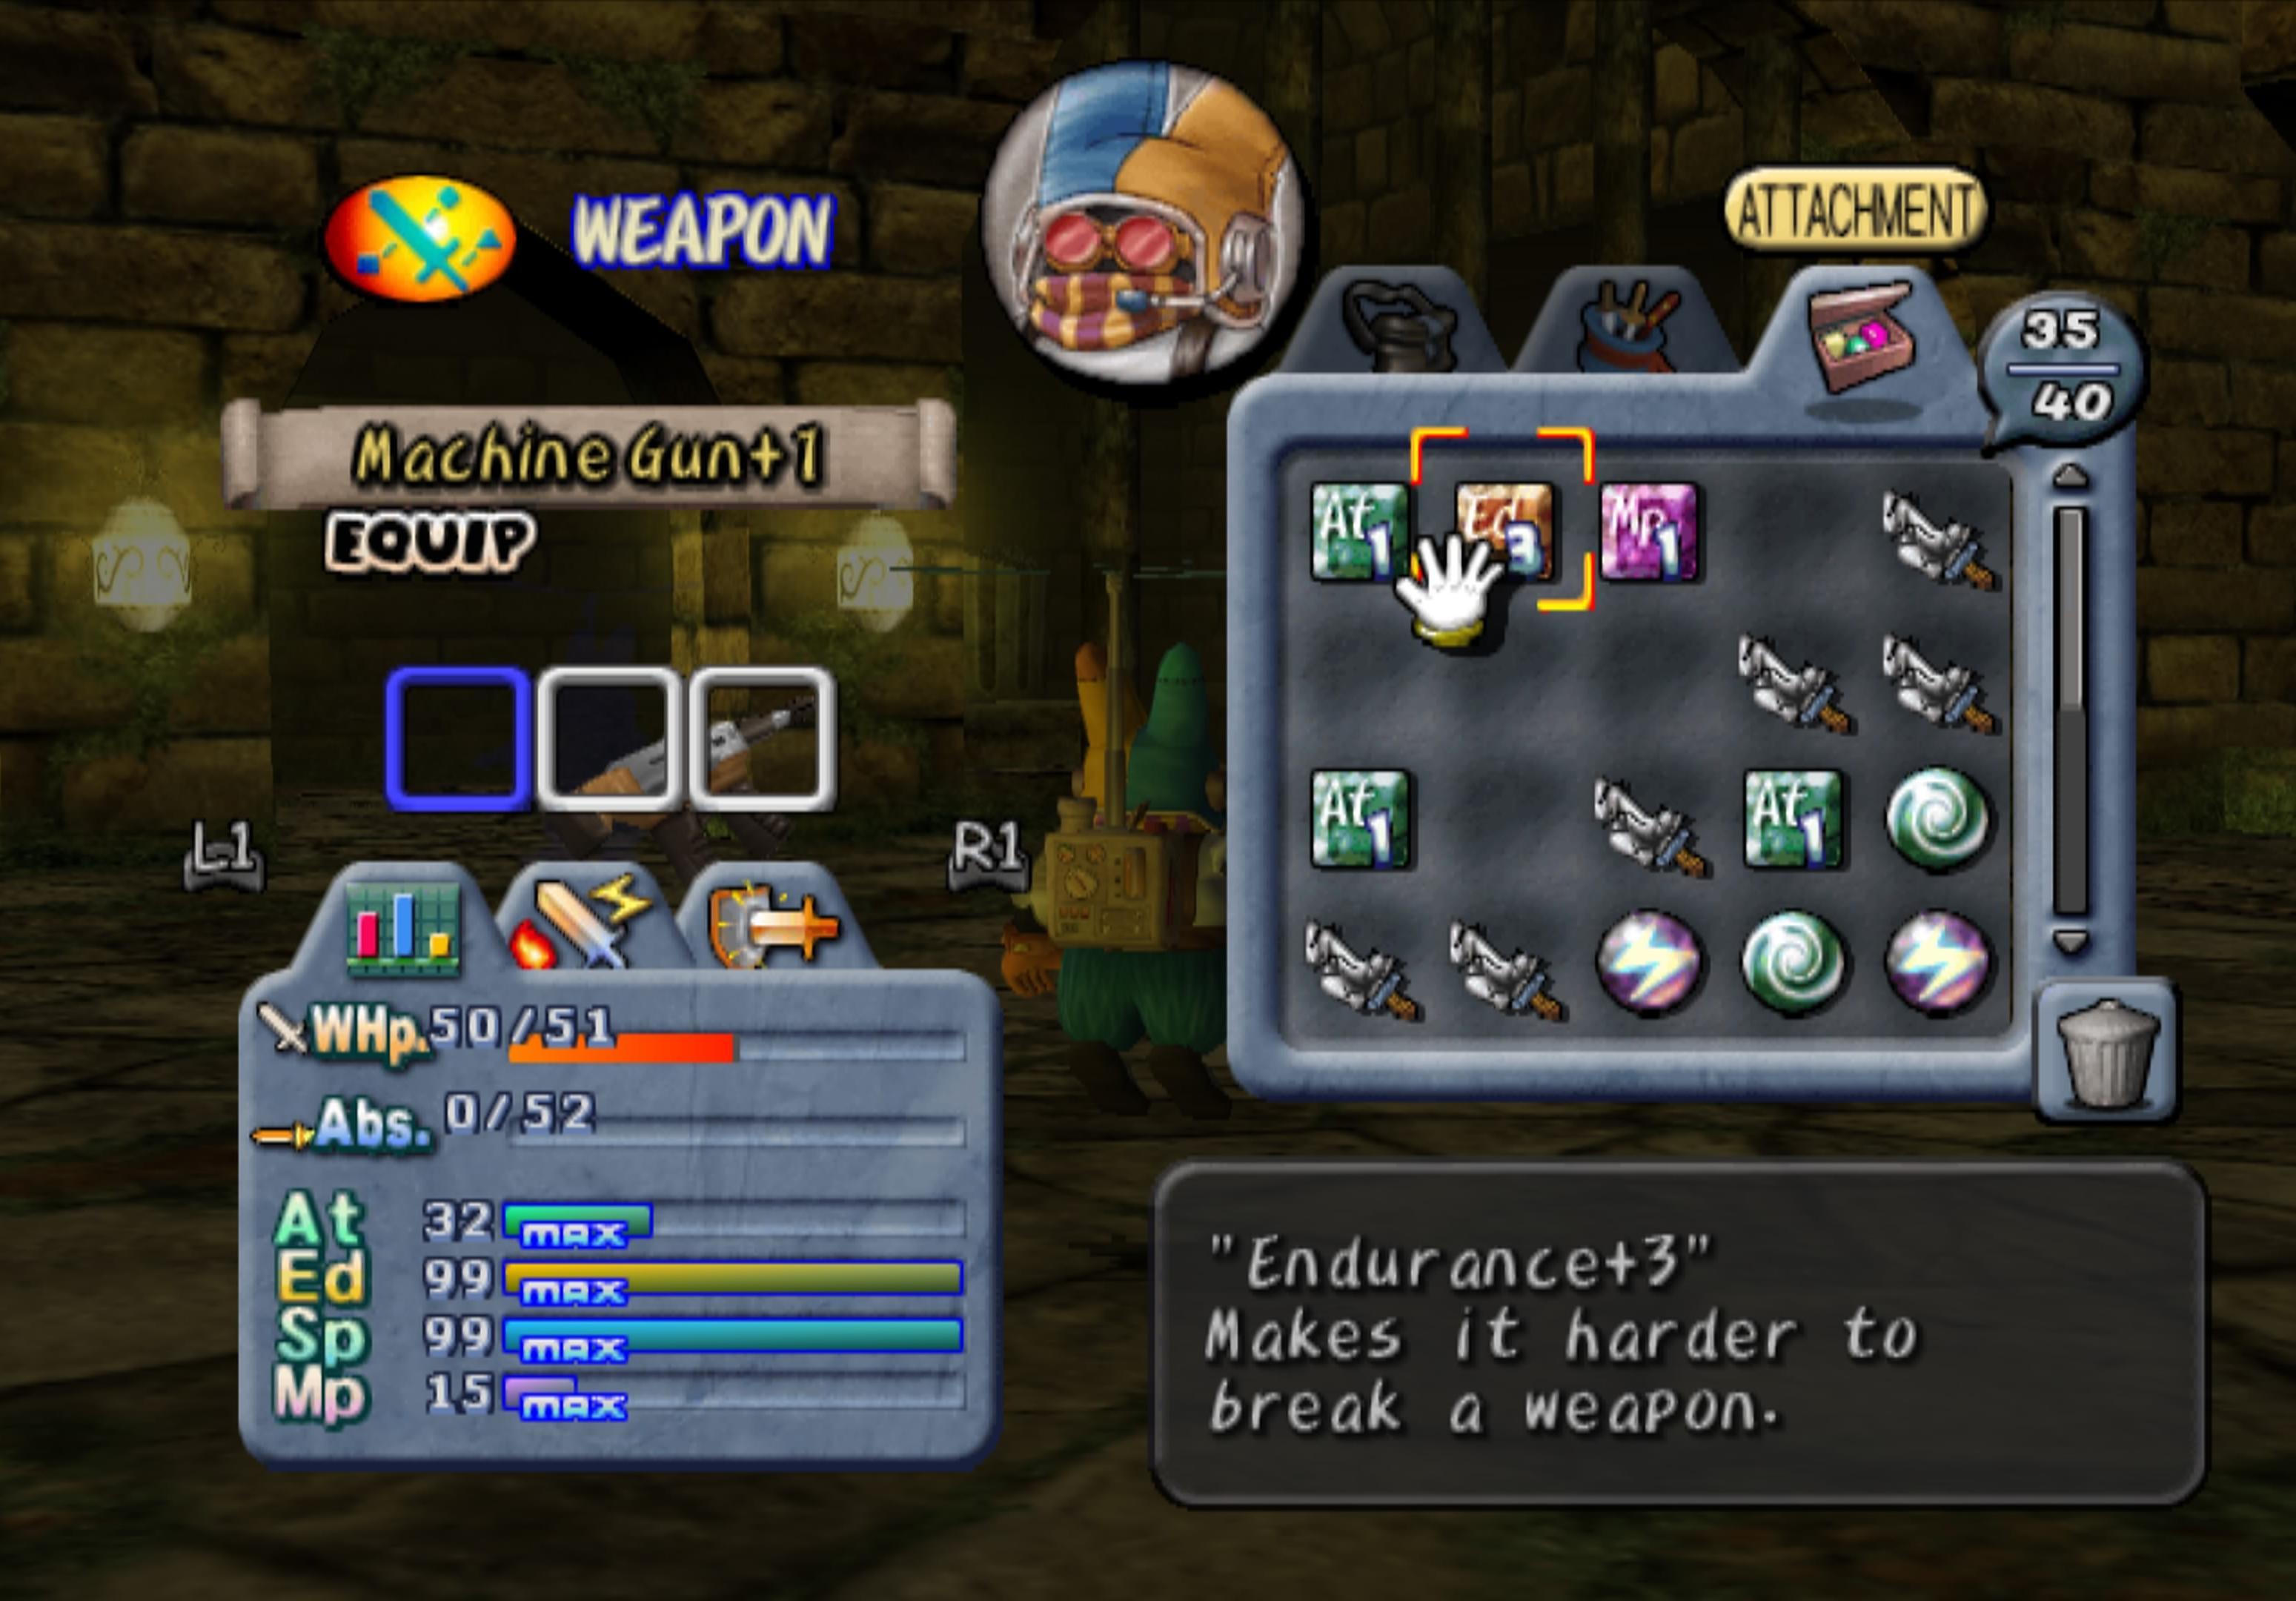 WEAPON
ATTACHMENT
35
40
Machine Gun+1
EQUIP
At 1
Ed 3
Mp 1
At 1
At 1
L1
R1
WHp. 50/51
Abs. 0/52
At 32 max
Ed 99 max
Sp 99 max
Mp 15 max
"Endurance+3"
Makes it harder to
break a weapon.